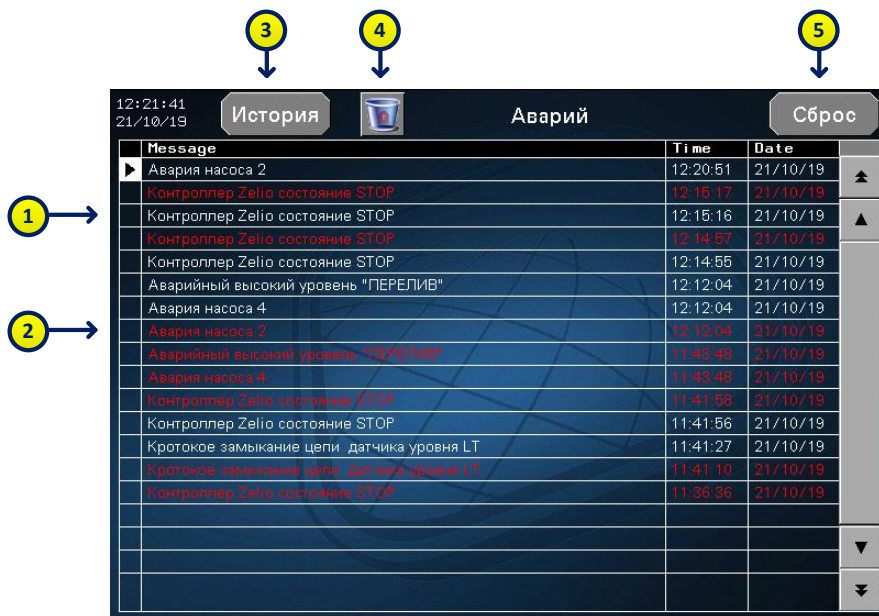 3 4 5
12:21:41
21/10/19
История
Аварий
Сброс
Message Time Date
Авария насоса 2 12:20:51 21/10/19
Контроллер Zelio состояние STOP 12:15:17 21/10/19
1
Контроллер Zelio состояние STOP 12:15:16 21/10/19
Контроллер Zelio состояние STOP 12:14:57 21/10/19
Контроллер Zelio состояние STOP 12:14:55 21/10/19
Аварийный высокий уровень "ПЕРЕЛИВ" 12:12:04 21/10/19
Авария насоса 4 12:12:04 21/10/19
2
Авария насоса 2 12:12:04 21/10/19
Аварийный высокий уровень "ПЕРЕЛИВ" 11:43:48 21/10/19
Авария насоса 4 11:43:48 21/10/19
Контроллер Zelio состояние STOP 11:41:58 21/10/19
Контроллер Zelio состояние STOP 11:41:56 21/10/19
Кротокое замыкание цепи датчика уровня LT 11:41:27 21/10/19
Кротокое замыкание цепи датчика уровня LT 11:41:10 21/10/19
Контроллер Zelio состояние STOP 11:36:36 21/10/19